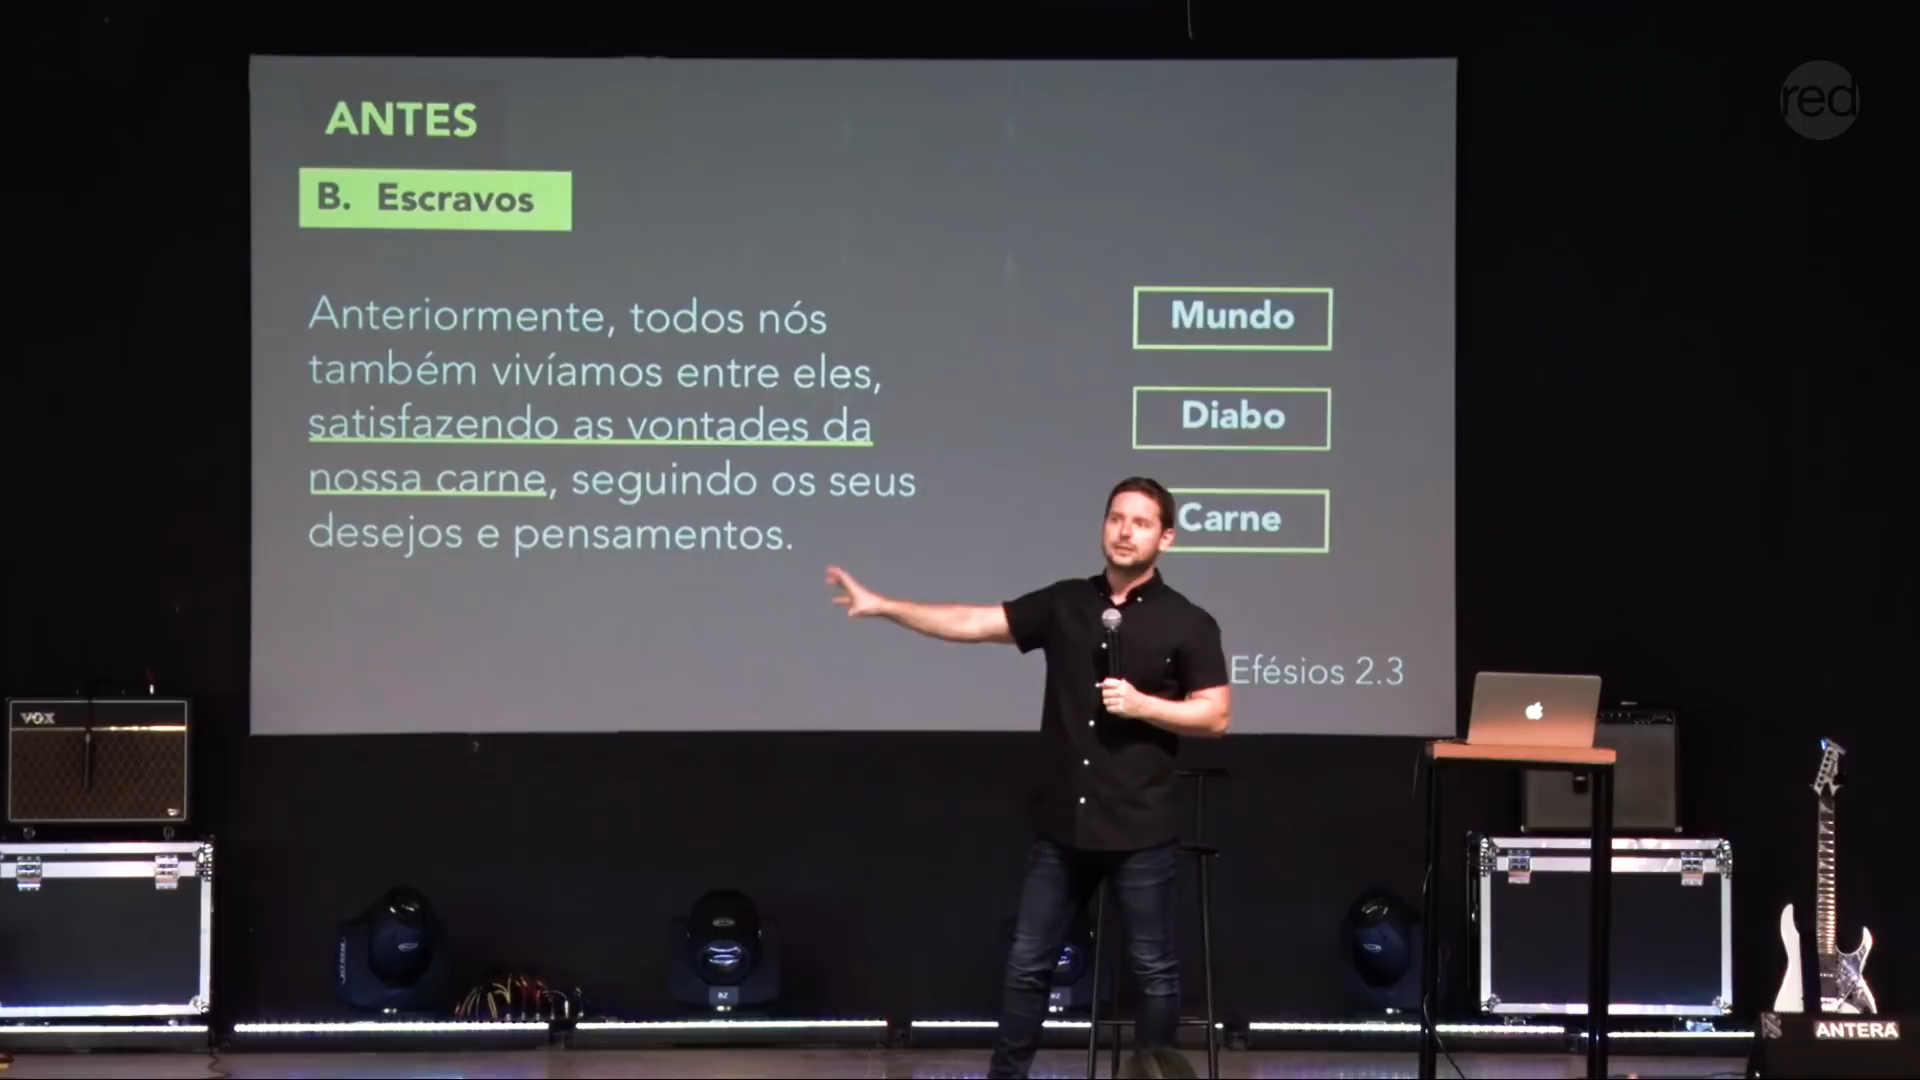 red
ANTES
B. Escravos
Anteriormente, todos nós
também vivíamos entre eles,
satisfazendo as vontades da
nossa carne, seguindo os seus
desejos e pensamentos.
Mundo
Diabo
Carne
Efésios 2.3
VOX
ANTERA